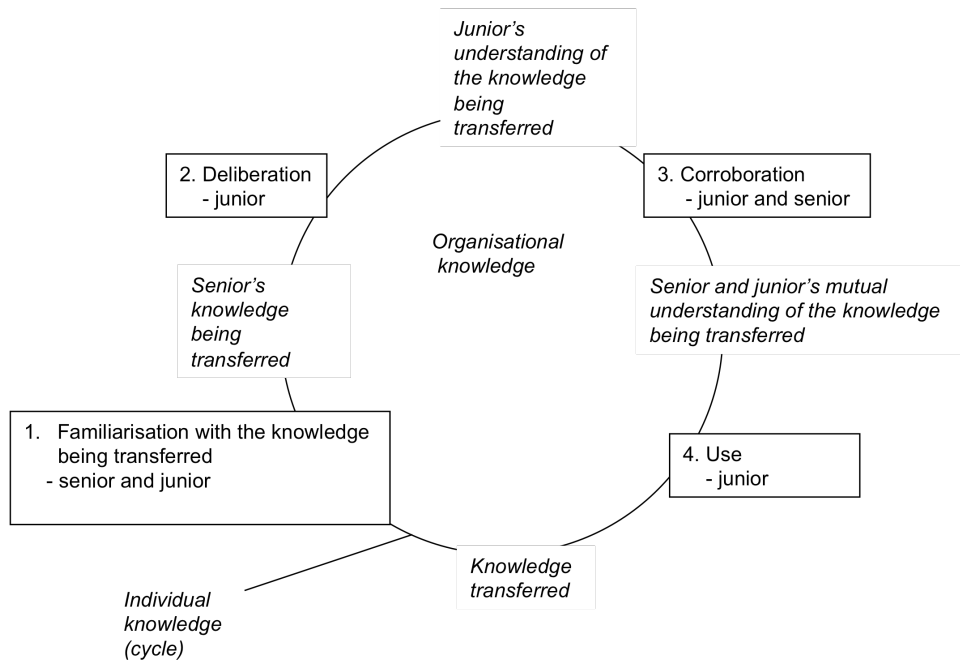 Junior's
understanding of
the knowledge
being
transferred
2. Deliberation
- junior
3. Corroboration
- junior and senior
Organisational
knowledge
Senior's
knowledge
being
transferred
Senior and junior's mutual
understanding of the knowledge
being transferred
1. Familiarisation with the knowledge
being transferred
- senior and junior
4. Use
- junior
Knowledge
transferred
Individual
knowledge
(cycle)